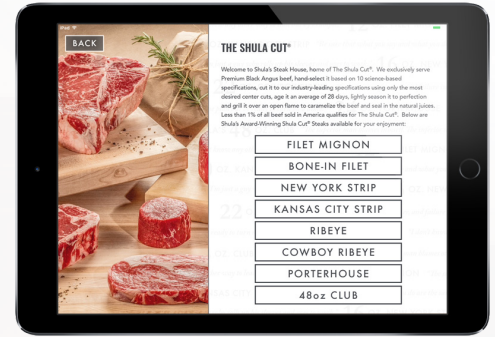 iPad
BACK
THE SHULA CUT®
Welcome to Shula's Steak House, home of The Shula Cut®. We exclusively serve
Premium Black Angus beef, hand-select it based on 10 science-based
specifications, cut it to our industry-leading specifications using only the most
desired center cuts, age it an average of 28 days, lightly season it to perfection
and grill it over an open flame to caramelize the beef and seal in the natural juices.
Less than 1% of all beef sold in America qualifies for The Shula Cut®. Below are
Shula's Award-Winning Shula Cut® Steaks available for your enjoyment:
FILET MIGNON
BONE-IN FILET
NEW YORK STRIP
KANSAS CITY STRIP
RIBEYE
COWBOY RIBEYE
PORTERHOUSE
48oz CLUB